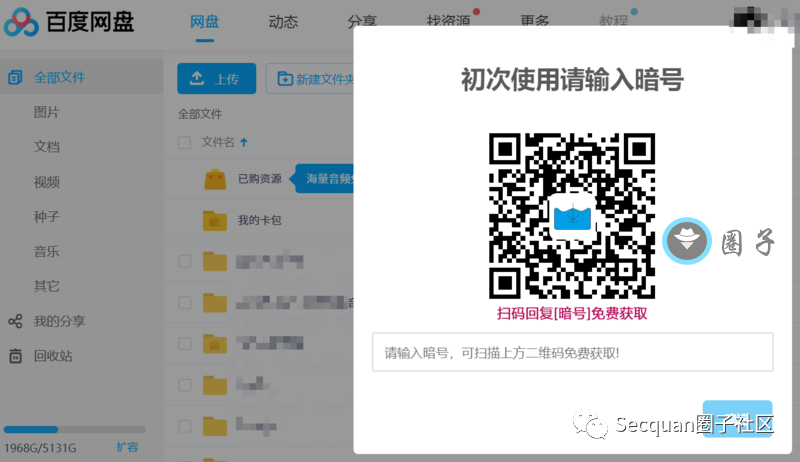 百度网盘
网盘
动态
分享
找资源
更多
教程
全部文件
图片
文档
视频
种子
音乐
其它
我的分享
回收站
1968G/5131G
扩容
上传
新建文件夹
全部文件
文件名
已购资源
海量音频
我的卡包
初次使用请输入暗号
扫码回复[暗号]免费获取
请输入暗号，可扫描上方二维码免费获取!
圈子
Secquan圈子社区